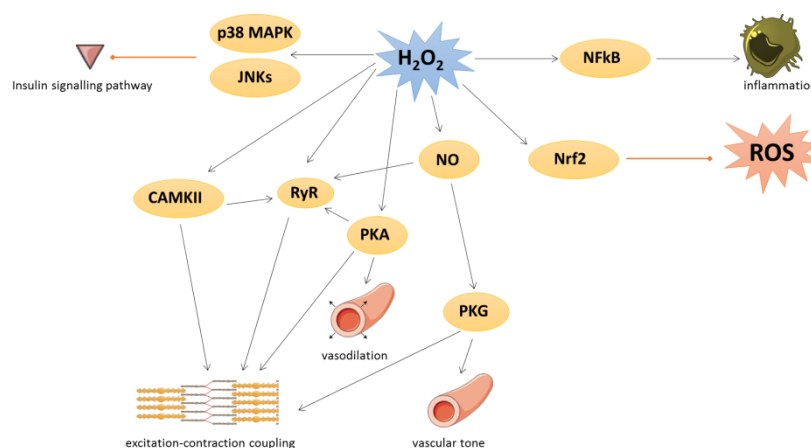 p38 MAPK
H₂O₂
NFkB
JNKs
Insulin signalling pathway
inflammation
NO
Nrf2
ROS
CAMKII
RyR
PKA
PKG
vasodilation
excitation-contraction coupling
vascular tone